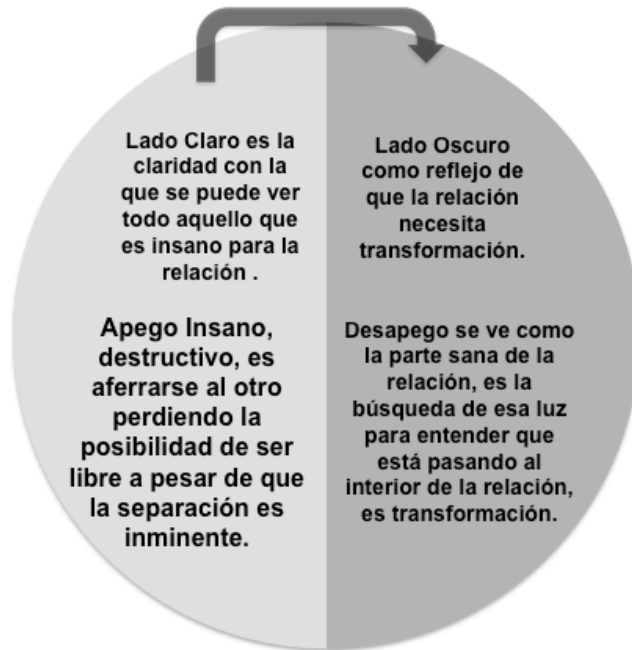 Lado Claro es la
claridad con la
que se puede ver
todo aquello que
es insano para la
relación .
Apego Insano,
destructivo, es
aferrarse al otro
perdiendo la
posibilidad de ser
libre a pesar de que
la separación es
inminente.
Lado Oscuro
como reflejo de
que la relación
necesita
transformación.
Desapego se ve como
la parte sana de la
relación, es la
búsqueda de esa luz
para entender que
está pasando al
interior de la relación,
es transformación.